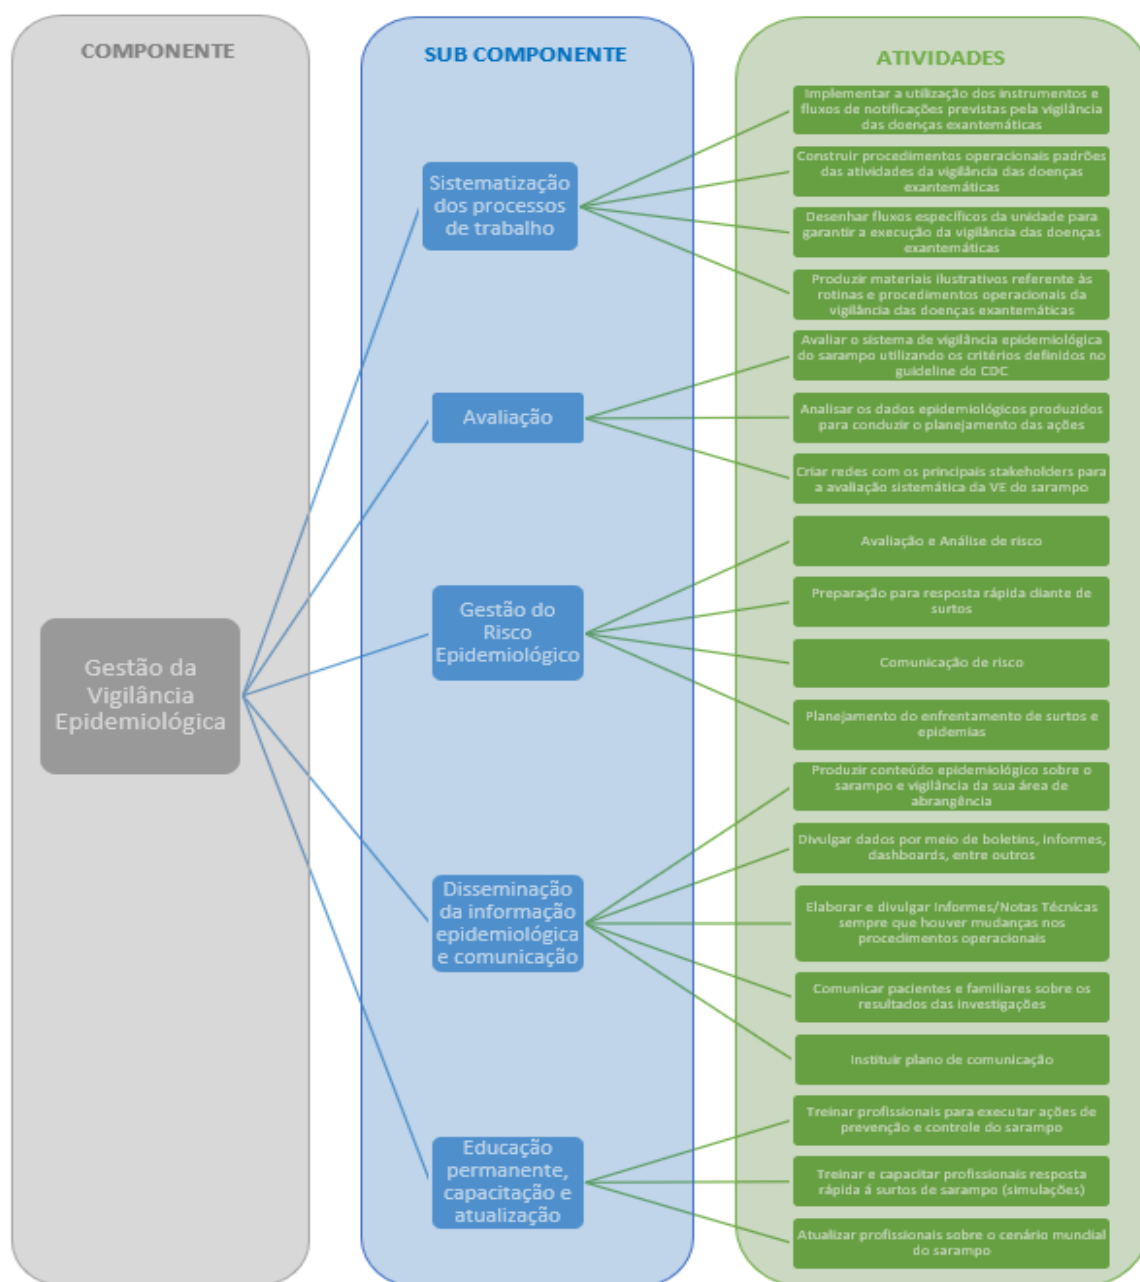 COMPONENTE
Gestão da
Vigilância
Epidemiológica
SUB COMPONENTE
Sistematização
dos processos
de trabalho
Avaliação
Gestão do
Risco
Epidemiológico
Disseminação
da informação
epidemiológica
e comunicação
Educação
permanente,
capacitação e
atualização
ATIVIDADES
Implementar a utilização dos instrumentos e
fluxos de notificações previstas pela vigilância
das doenças exantemáticas
Construir procedimentos operacionais padrões
das atividades da vigilância das doenças
exantemáticas
Desenhar fluxos específicos da unidade para
garantir a execução da vigilância das doenças
exantemáticas
Produzir materiais ilustrativos referente às
rotinas e procedimentos operacionais da
vigilância das doenças exantemáticas
Avaliar o sistema de vigilância epidemiológica
do sarampo utilizando os critérios definidos no
guideline do CDC
Analisar os dados epidemiológicos produzidos
para conduzir o planejamento das ações
Criar redes com os principais stakeholders para
a avaliação sistemática da VE do sarampo
Avaliação e Análise de risco
Preparação para resposta rápida diante de
surtos
Comunicação de risco
Planejamento do enfrentamento de surtos e
epidemias
Produzir conteúdo epidemiológico sobre o
sarampo e vigilância da sua área de
abrangência
Divulgar dados por meio de boletins, informes,
dashboards, entre outros
Elaborar e divulgar Informes/Notas Técnicas
sempre que houver mudanças nos
procedimentos operacionais
Comunicar pacientes e familiares sobre os
resultados das investigações
Instituir plano de comunicação
Treinar profissionais para executar ações de
prevenção e controle do sarampo
Treinar e capacitar profissionais resposta
rápida á surtos de sarampo (simulações)
Atualizar profissionais sobre o cenário mundial
do sarampo